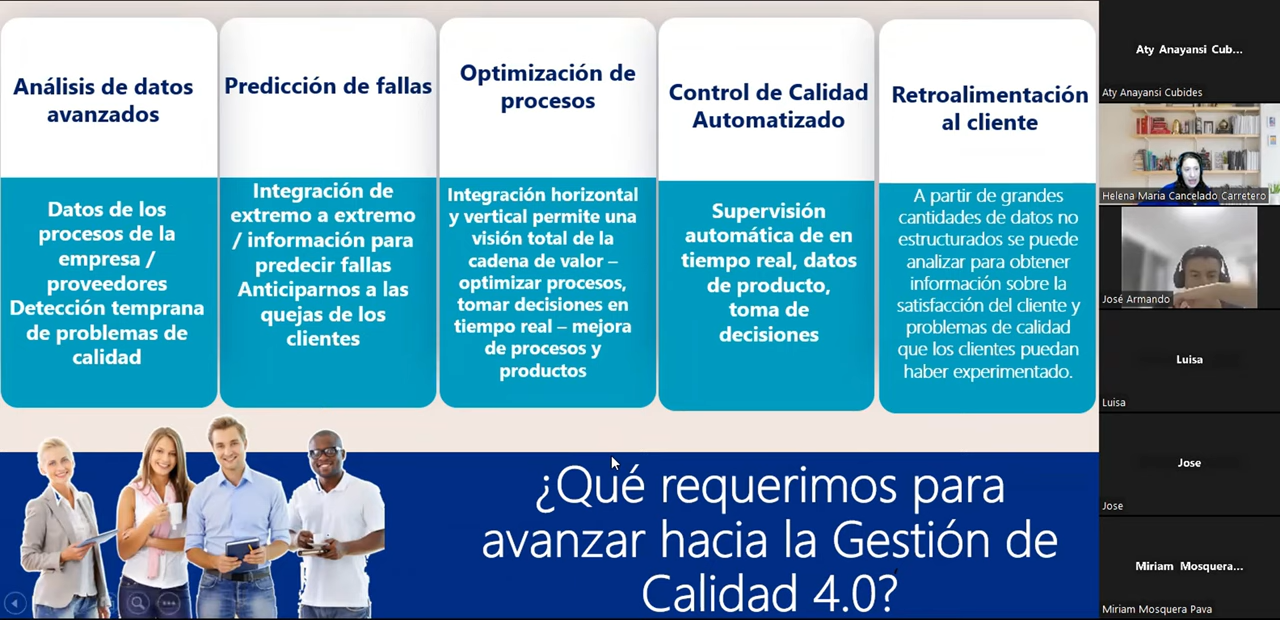 Análisis de datos
avanzados
Datos de los
procesos de la
empresa /
proveedores
Detección temprana
de problemas de
calidad
Predicción de fallas
Integración de
extremo a extremo
/ información para
predecir fallas
Anticiparnos a las
quejas de los
clientes
Optimización de
procesos
Integración horizontal
y vertical permite una
visión total de la
cadena de valor –
optimizar procesos,
tomar decisiones en
tiempo real – mejora
de procesos y
productos
Control de Calidad
Automatizado
Supervisión
automática de en
tiempo real, datos
de producto,
toma de
decisiones
Retroalimentación
al cliente
A partir de grandes
cantidades de datos no
estructurados se puede
analizar para obtener
información sobre la
satisfacción del cliente y
problemas de calidad
que los clientes puedan
haber experimentado.
¿Qué requerimos para
avanzar hacia la Gestión de
Calidad 4.0?
Aty Anayansi Cub...
Aty Anayansi Cubides
Helena Maria Cancelado Carretero
José Armando
Luisa
Luisa
Jose
Jose
Miriam Mosquera...
Miriam Mosquera Pava